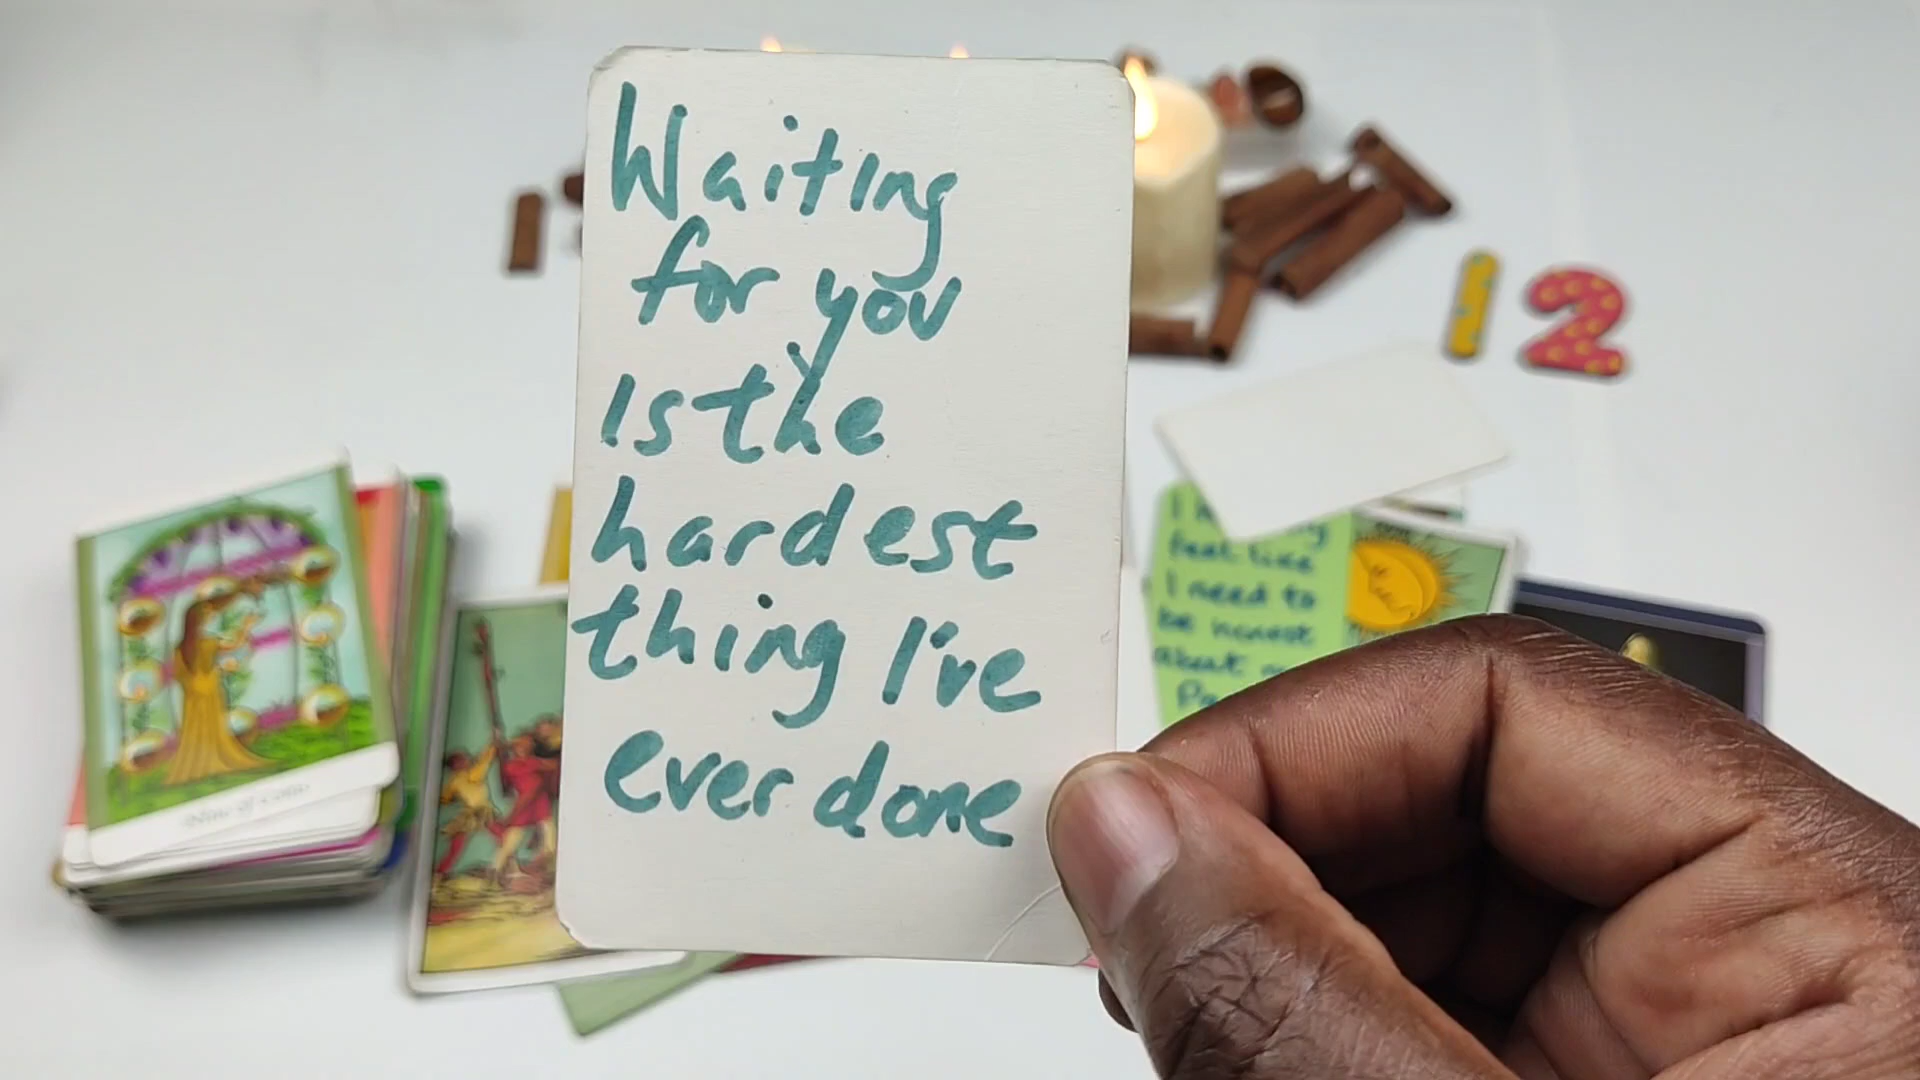 Waiting
for you
Is the
hardest
thing I've
ever done
12
feel like
I need to
be honest
about
Nine of Coins